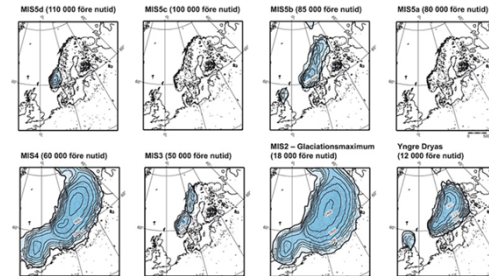 MIS5d (110 000 före nutid)
MIS5c (100 000 före nutid)
MIS5b (85 000 före nutid)
MIS5a (80 000 före nutid)
MIS4 (60 000 före nutid)
MIS3 (50 000 före nutid)
MIS2 – Glaciationsmaximum
(18 000 före nutid)
Yngre Dryas
(12 000 före nutid)